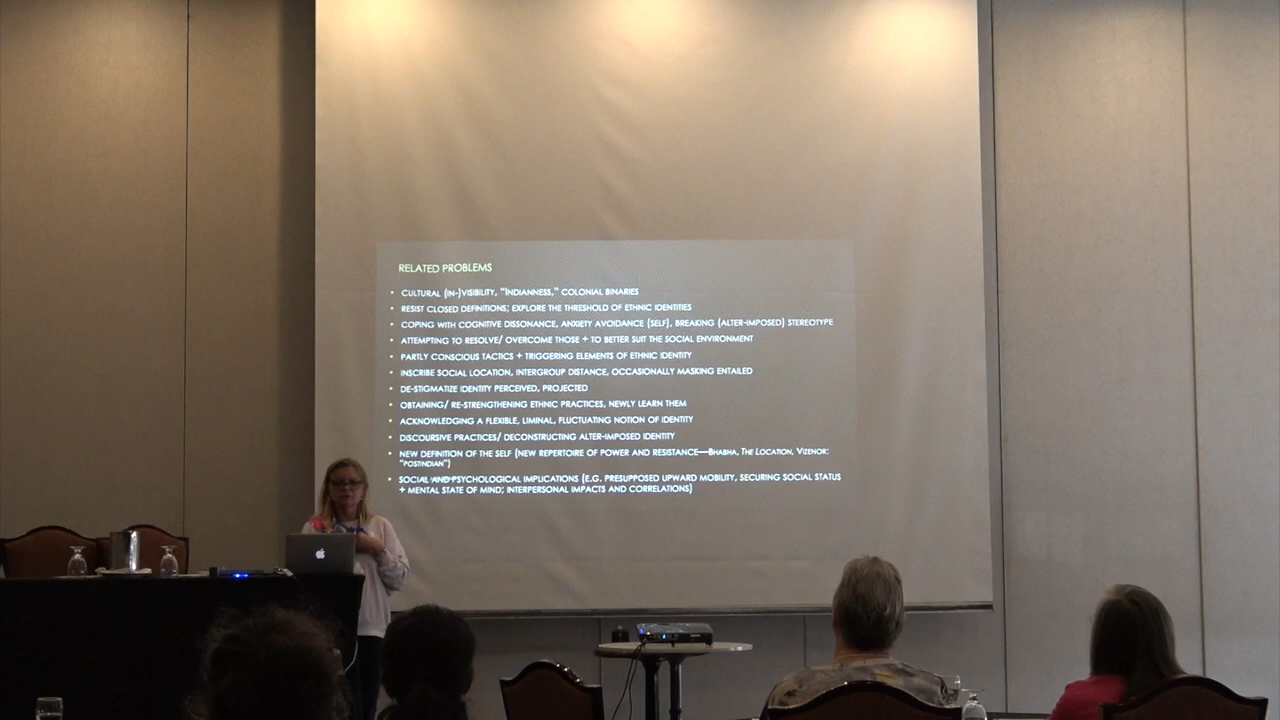 RELATED PROBLEMS
• CULTURAL (IN-)VISIBILITY, "INDIANNESS," COLONIAL BINARIES
• RESIST CLOSED DEFINITIONS; EXPLORE THE THRESHOLD OF ETHNIC IDENTITIES
• COPING WITH COGNITIVE DISSONANCE, ANXIETY AVOIDANCE (SELF), BREAKING (ALTER-IMPOSED) STEREOTYPE
• ATTEMPTING TO RESOLVE/ OVERCOME THOSE + TO BETTER SUIT THE SOCIAL ENVIRONMENT
• PARTLY CONSCIOUS TACTICS + TRIGGERING ELEMENTS OF ETHNIC IDENTITY
• INSCRIBE SOCIAL LOCATION, INTERGROUP DISTANCE, OCCASIONALLY MASKING ENTAILED
• DE-STIGMATIZE IDENTITY PERCEIVED, PROJECTED
• OBTAINING/ RE-STRENGTHENING ETHNIC PRACTICES, NEWLY LEARN THEM
• ACKNOWLEDGING A FLEXIBLE, LIMINAL, FLUCTUATING NOTION OF IDENTITY
• DISCOURSIVE PRACTICES/ DECONSTRUCTING ALTER-IMPOSED IDENTITY
• NEW DEFINITION OF THE SELF (NEW REPERTOIRE OF POWER AND RESISTANCE—BHABHA, THE LOCATION, VIZENOR:
"POSTINDIAN")
• SOCIAL AND PSYCHOLOGICAL IMPLICATIONS (E.G. PRESUPPOSED UPWARD MOBILITY, SECURING SOCIAL STATUS
+ MENTAL STATE OF MIND; INTERPERSONAL IMPACTS AND CORRELATIONS)